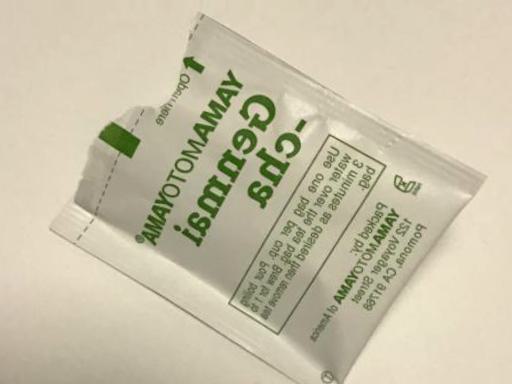 Open Here
YAMAMOTOYAMA®
Genmai
-cha
Use one bag per cup. Pour boiling
water over the tea bag. Brew for 1 to
3 minutes as desired then remove tea
bag.
Packed by:
YAMAMOTOYAMA of America
122 Voyager Street
Pomona, CA 91768